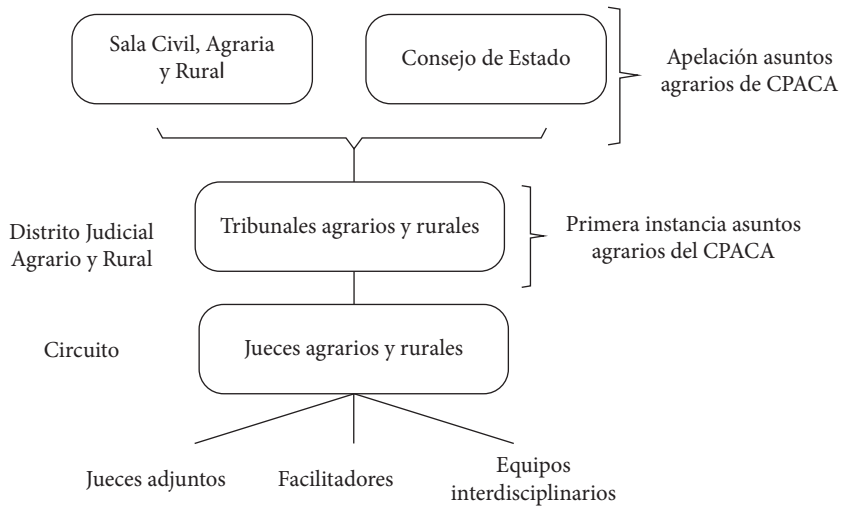 Sala Civil, Agraria
y Rural
Consejo de Estado
Apelación asuntos
agrarios de CPACA
Distrito Judicial
Agrario y Rural
Tribunales agrarios y rurales
Primera instancia asuntos
agrarios del CPACA
Circuito
Jueces agrarios y rurales
Jueces adjuntos
Facilitadores
Equipos
interdisciplinarios